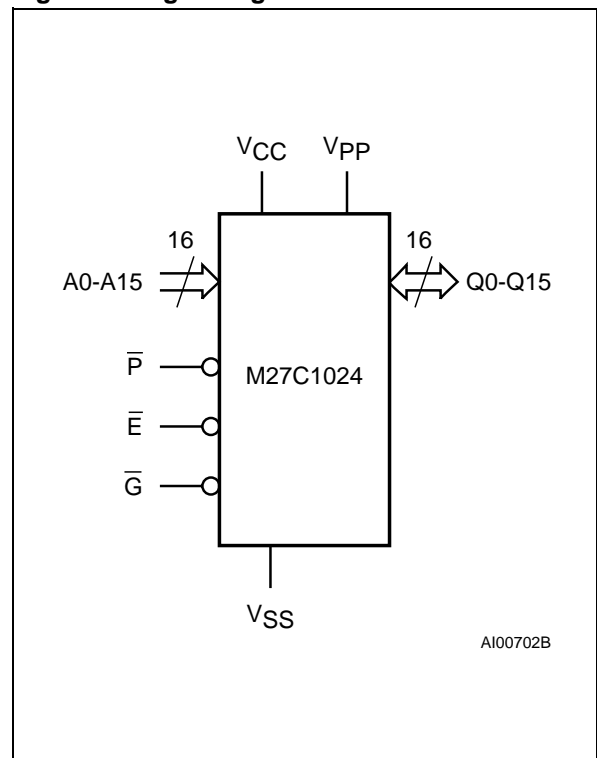 VCC VPP
16 16
A0-A15 Q0-Q15
P̅
M27C1024
E̅
G̅
VSS
AI00702B